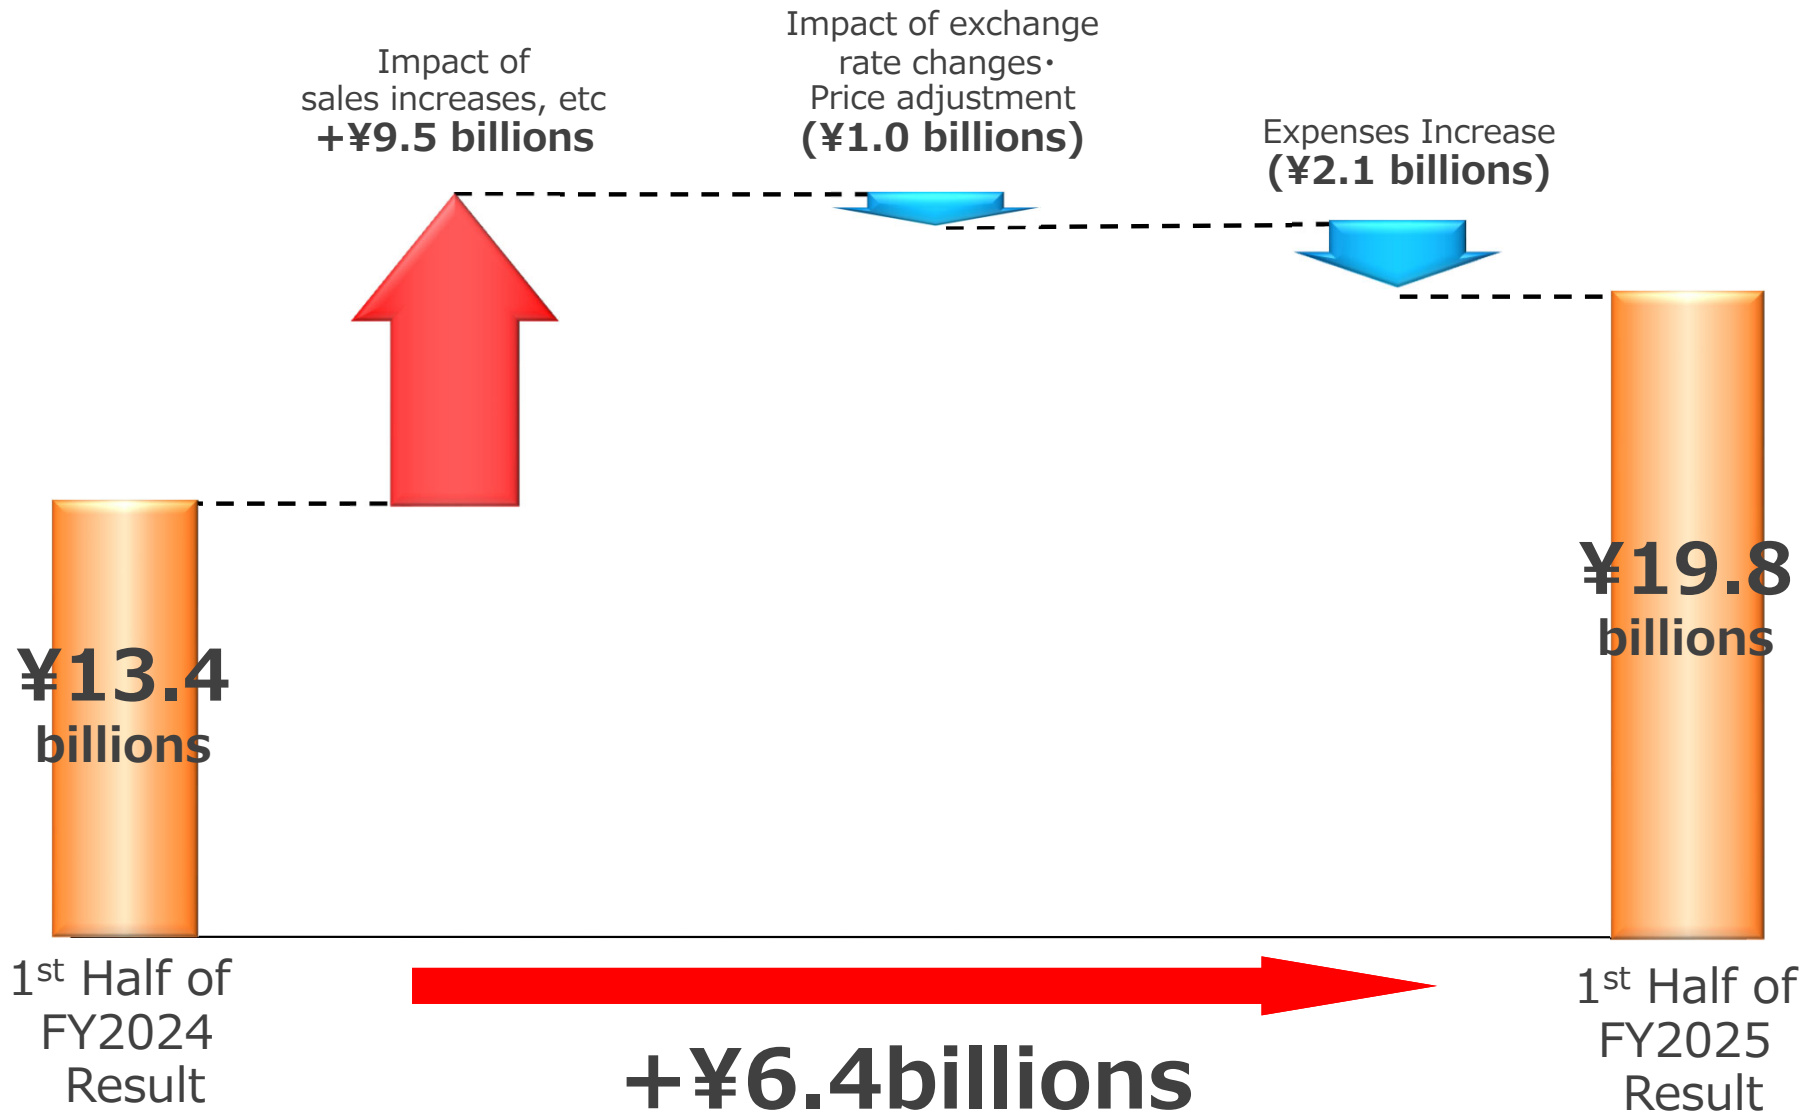 Impact of
sales increases, etc
+¥9.5 billions
Impact of exchange
rate changes・
Price adjustment
(¥1.0 billions)
Expenses Increase
(¥2.1 billions)
¥13.4
billions
¥19.8
billions
1st Half of
FY2024
Result
+¥6.4billions
1st Half of
FY2025
Result